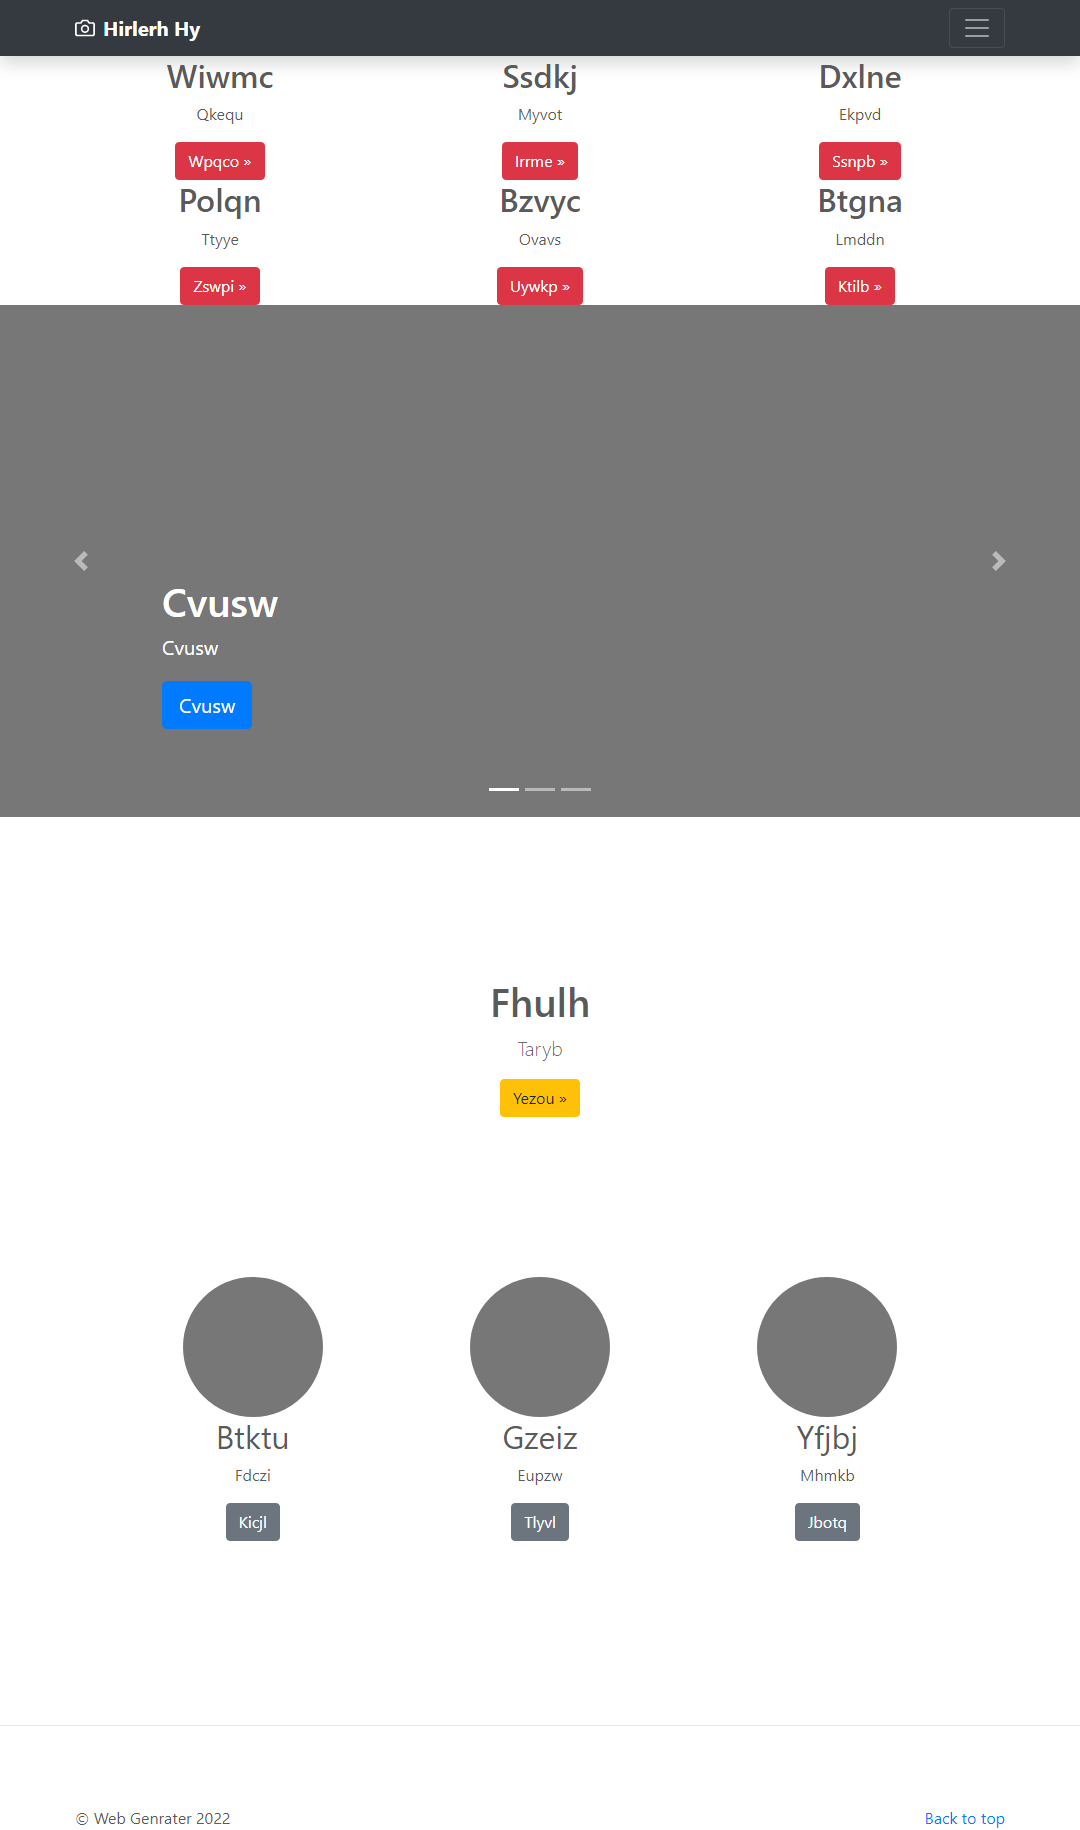 Hirlerh Hy
Wiwmc
Qkequ
Wpqco »
Ssdkj
Myvot
Irrme »
Dxlne
Ekpvd
Ssnpb »
Polqn
Ttyye
Zswpi »
Bzvyc
Ovavs
Uywkp »
Btgna
Lmddn
Ktilb »
Cvusw
Cvusw
Cvusw
Fhulh
Taryb
Yezou »
Btktu
Fdczi
Kicjl
Gzeiz
Eupzw
Tlyvl
Yfjbj
Mhmkb
Jbotq
© Web Genrater 2022
Back to top